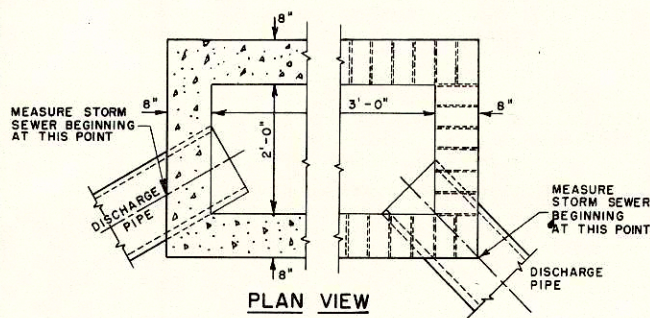 8"
MEASURE STORM
SEWER BEGINNING
AT THIS POINT
8"
3'-0"
8"
2'-0"
DISCHARGE
PIPE
MEASURE
STORM SEWER
BEGINNING
AT THIS POINT
DISCHARGE
PIPE
8"
PLAN VIEW